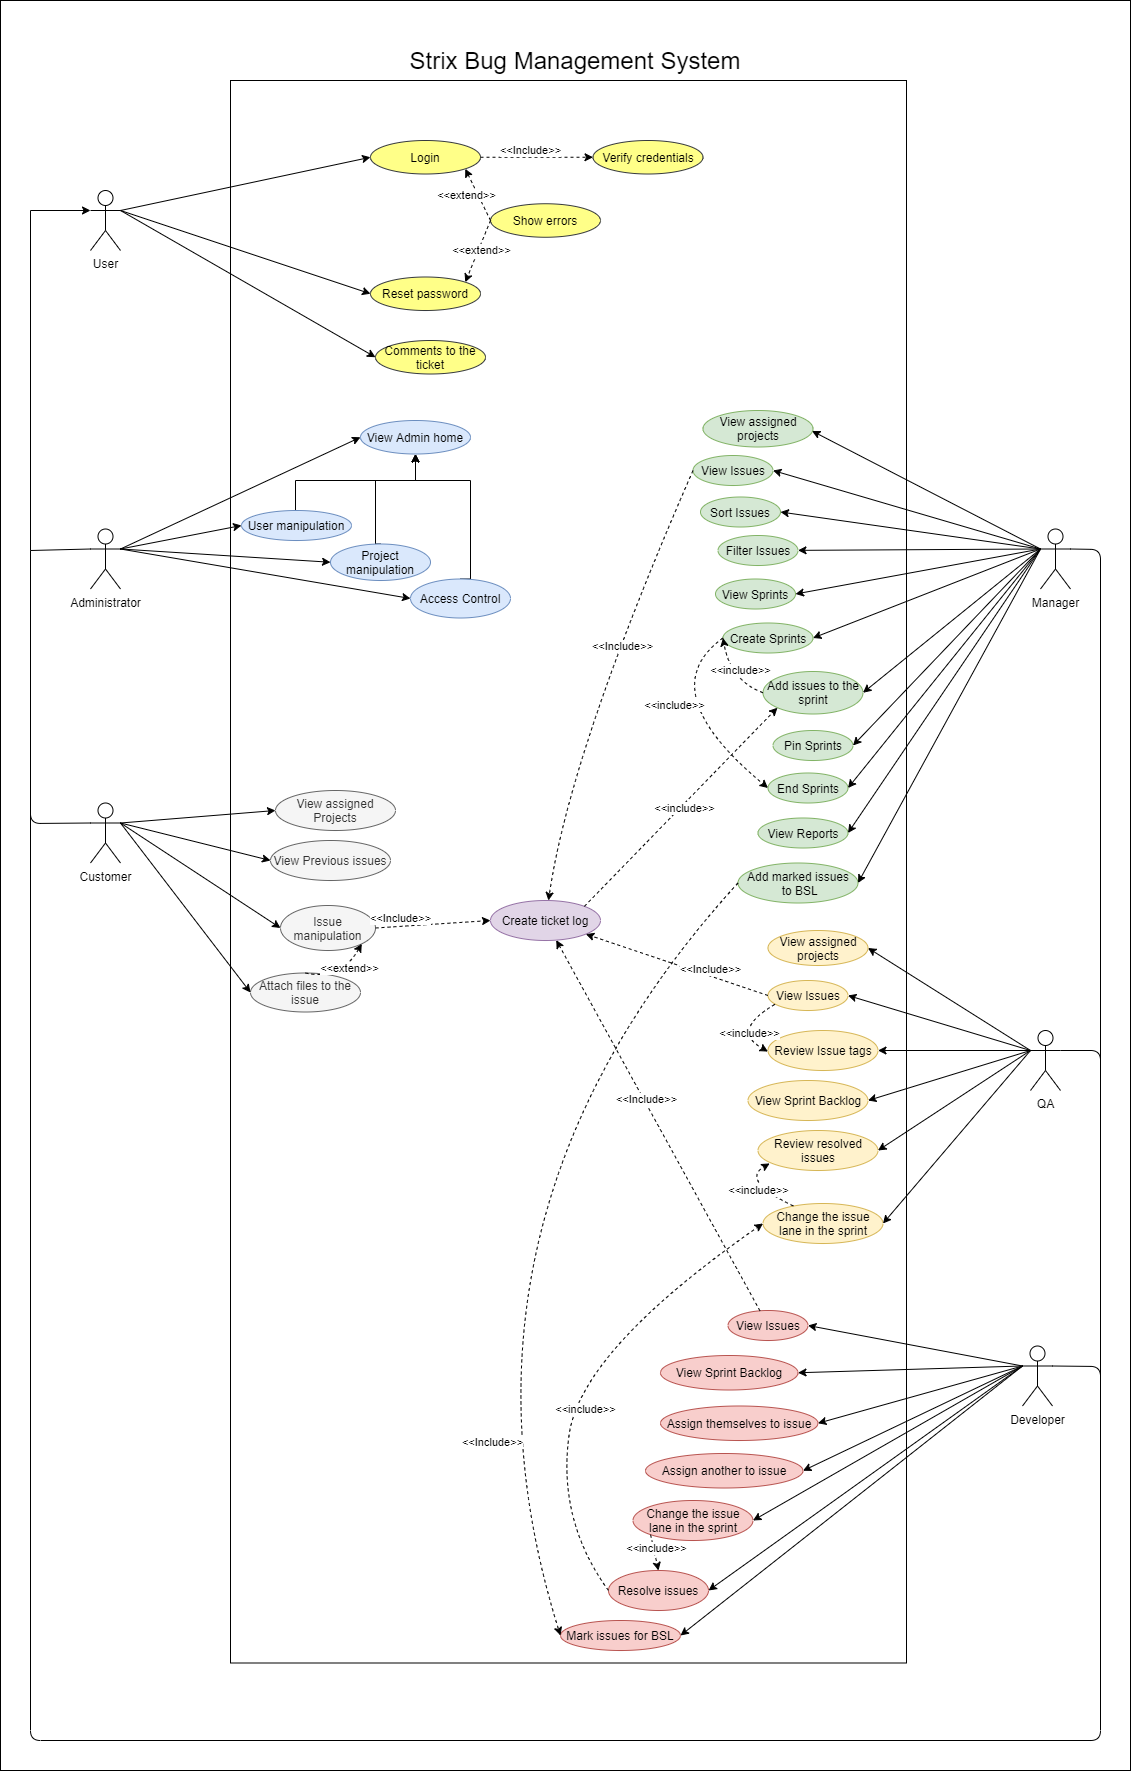 Strix Bug Management System
Login
<<Include>>
Verify credentials
<<extend>>
Show errors
<<extend>>
User
Reset password
Comments to the
ticket
View Admin home
User manipulation
Project
manipulation
Access Control
Administrator
View assigned
projects
View Issues
Sort Issues
Filter Issues
View Sprints
Manager
Create Sprints
<<Include>>
<<include>>
Add issues to the
sprint
<<include>>
Pin Sprints
End Sprints
<<include>>
View Reports
Add marked issues
to BSL
View assigned
Projects
View Previous issues
Customer
Issue
manipulation
<<Include>>
Create ticket log
<<extend>>
Attach files to the
issue
View assigned
projects
<<Include>>
View Issues
<<include>>
Review Issue tags
View Sprint Backlog
QA
<<Include>>
Review resolved
issues
<<include>>
Change the issue
lane in the sprint
View Issues
View Sprint Backlog
<<include>>
Assign themselves to issue
Developer
<<Include>>
Assign another to issue
Change the issue
lane in the sprint
<<include>>
Resolve issues
Mark issues for BSL